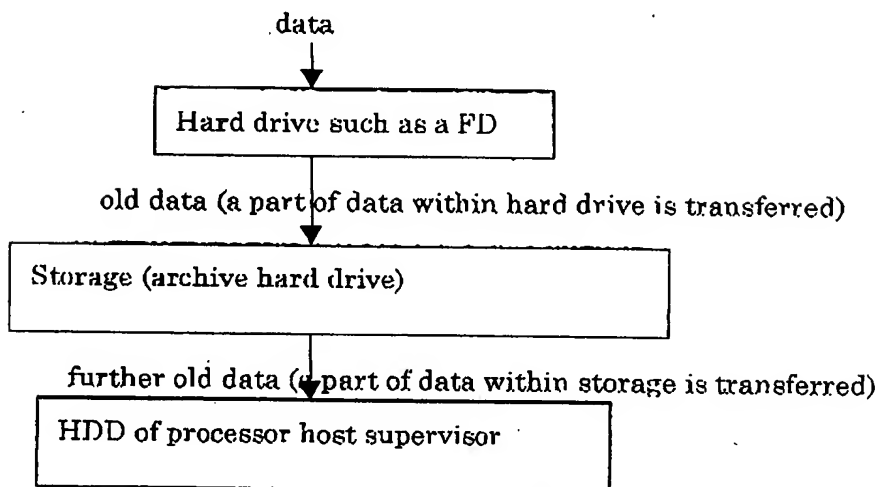 data
Hard drive such as a FD
old data (a part of data within hard drive is transferred)
Storage (archive hard drive)
further old data (a part of data within storage is transferred)
HDD of processor host supervisor